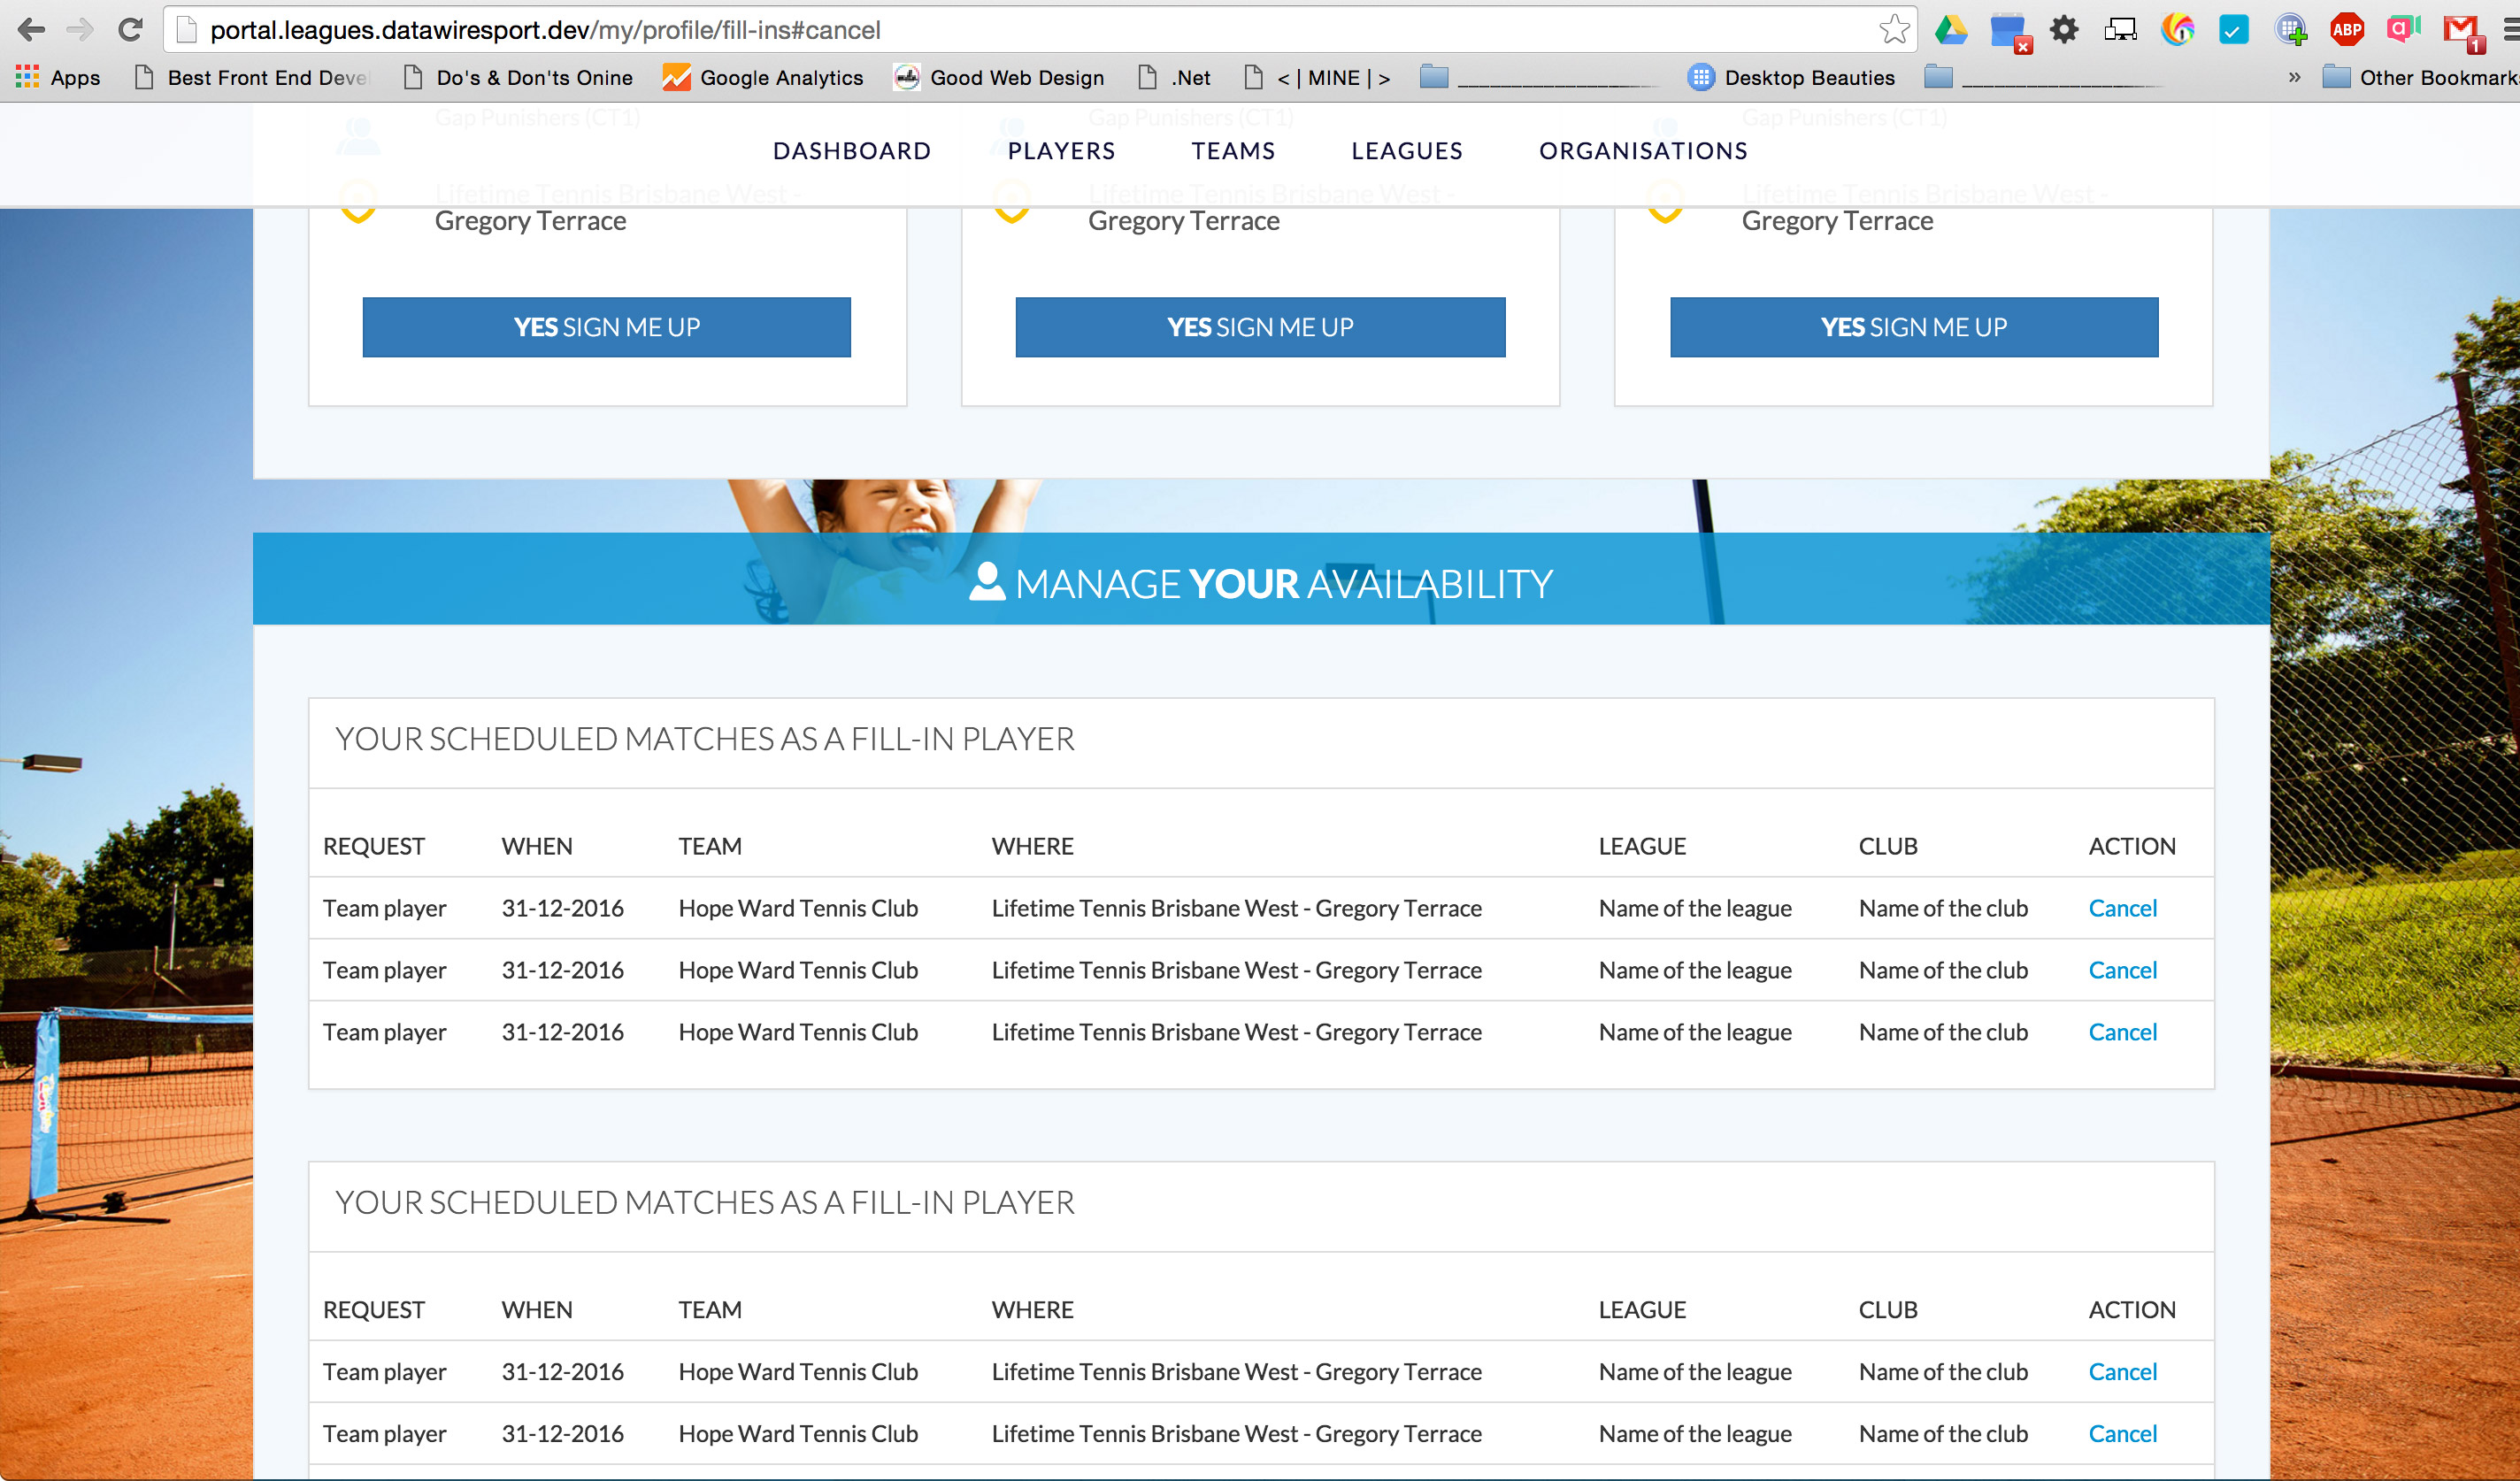 portal.leagues.datawiresport.dev/my/profile/fill-ins#cancel
ABP
a
1
Apps Best Front End Deve Do's & Don'ts Onine Google Analytics Good Web Design .Net < | MINE | > Desktop Beauties » Other Bookmark
Gap Punishers (CT1) Gap Punishers (CT1) Gap Punishers (CT1)
DASHBOARD PLAYERS TEAMS LEAGUES ORGANISATIONS
Lifetime Tennis Brisbane West - Lifetime Tennis Brisbane West - Lifetime Tennis Brisbane West -
Gregory Terrace Gregory Terrace Gregory Terrace
YES SIGN ME UP YES SIGN ME UP YES SIGN ME UP
MANAGE YOUR AVAILABILITY
YOUR SCHEDULED MATCHES AS A FILL-IN PLAYER
REQUEST WHEN TEAM WHERE LEAGUE CLUB ACTION
Team player 31-12-2016 Hope Ward Tennis Club Lifetime Tennis Brisbane West - Gregory Terrace Name of the league Name of the club Cancel
Team player 31-12-2016 Hope Ward Tennis Club Lifetime Tennis Brisbane West - Gregory Terrace Name of the league Name of the club Cancel
Team player 31-12-2016 Hope Ward Tennis Club Lifetime Tennis Brisbane West - Gregory Terrace Name of the league Name of the club Cancel
YOUR SCHEDULED MATCHES AS A FILL-IN PLAYER
REQUEST WHEN TEAM WHERE LEAGUE CLUB ACTION
Team player 31-12-2016 Hope Ward Tennis Club Lifetime Tennis Brisbane West - Gregory Terrace Name of the league Name of the club Cancel
Team player 31-12-2016 Hope Ward Tennis Club Lifetime Tennis Brisbane West - Gregory Terrace Name of the league Name of the club Cancel